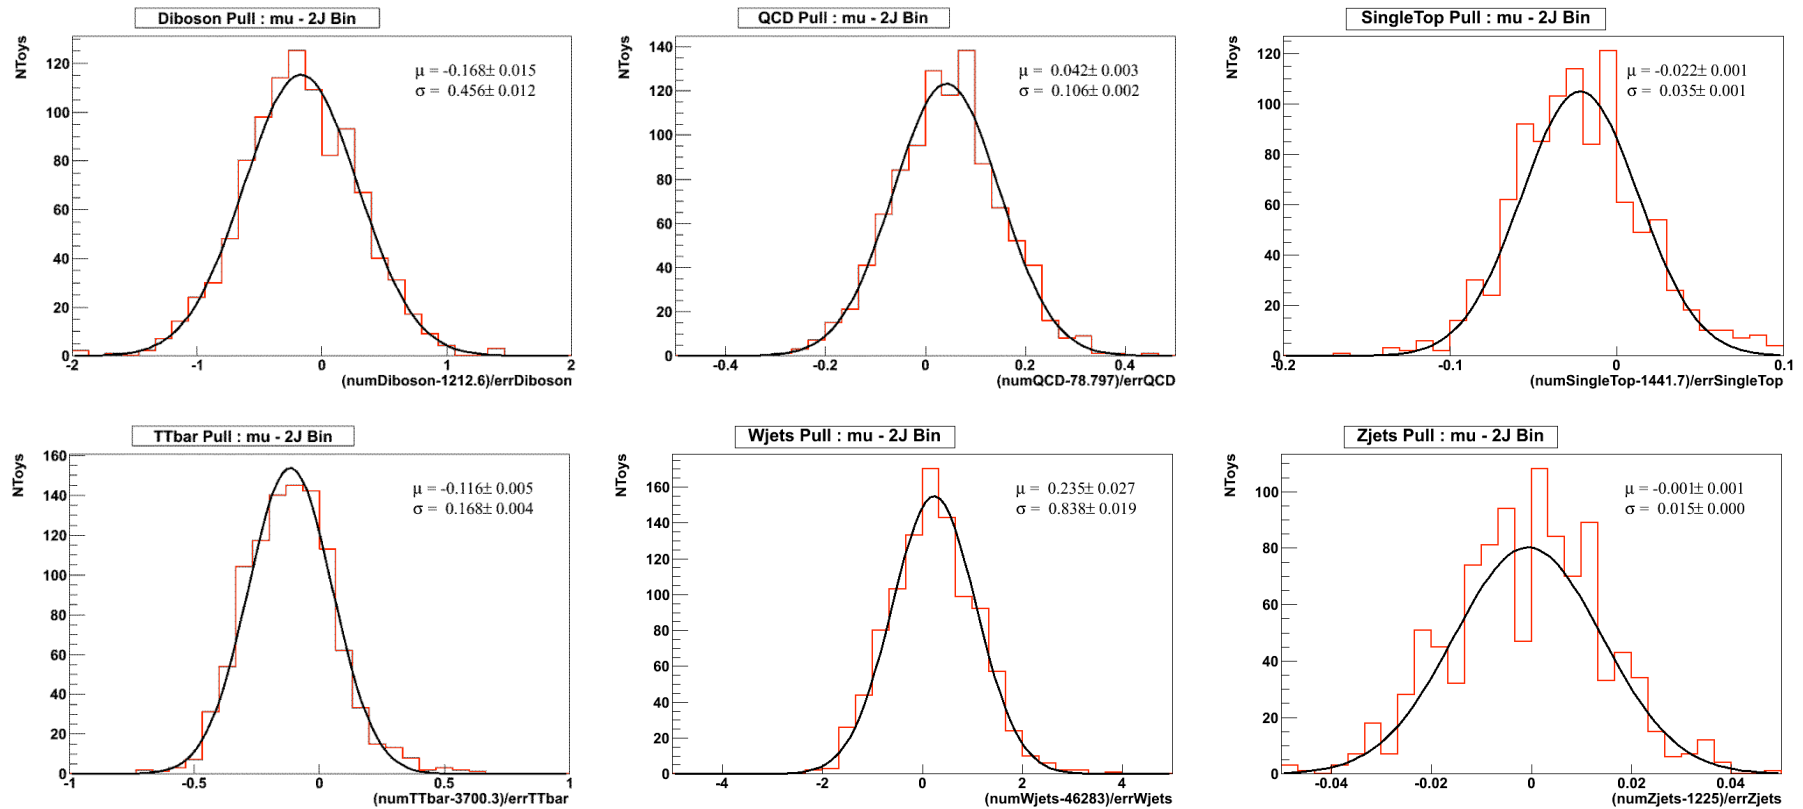 Diboson Pull : mu - 2J Bin
NToys
μ = -0.168± 0.015
σ = 0.456± 0.012
120
100
80
60
40
20
0
-2 -1 0 1 2
(numDiboson-1212.6)/errDiboson
QCD Pull : mu - 2J Bin
NToys
μ = 0.042± 0.003
σ = 0.106± 0.002
140
120
100
80
60
40
20
0
-0.4 -0.2 0 0.2 0.4
(numQCD-78.797)/errQCD
SingleTop Pull : mu - 2J Bin
NToys
μ = -0.022± 0.001
σ = 0.035± 0.001
120
100
80
60
40
20
0
-0.2 -0.1 0 0.1
(numSingleTop-1441.7)/errSingleTop
TTbar Pull : mu - 2J Bin
NToys
μ = -0.116± 0.005
σ = 0.168± 0.004
160
140
120
100
80
60
40
20
0
-1 -0.5 0 0.5 1
(numTTbar-3700.3)/errTTbar
Wjets Pull : mu - 2J Bin
NToys
μ = 0.235± 0.027
σ = 0.838± 0.019
160
140
120
100
80
60
40
20
0
-4 -2 0 2 4
(numWjets-46283)/errWjets
Zjets Pull : mu - 2J Bin
NToys
μ = -0.001± 0.001
σ = 0.015± 0.000
100
80
60
40
20
0
-0.04 -0.02 0 0.02 0.04
(numZjets-1225)/errZjets